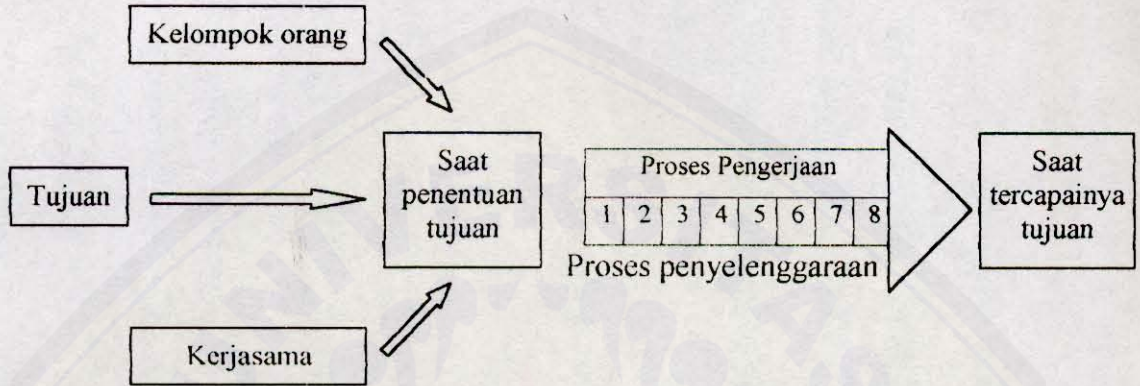 Kelompok orang
Tujuan
Kerjasama
Saat
penentuan
tujuan
Proses Pengerjaan
1 2 3 4 5 6 7 8
Proses penyelenggaraan
Saat
tercapainya
tujuan